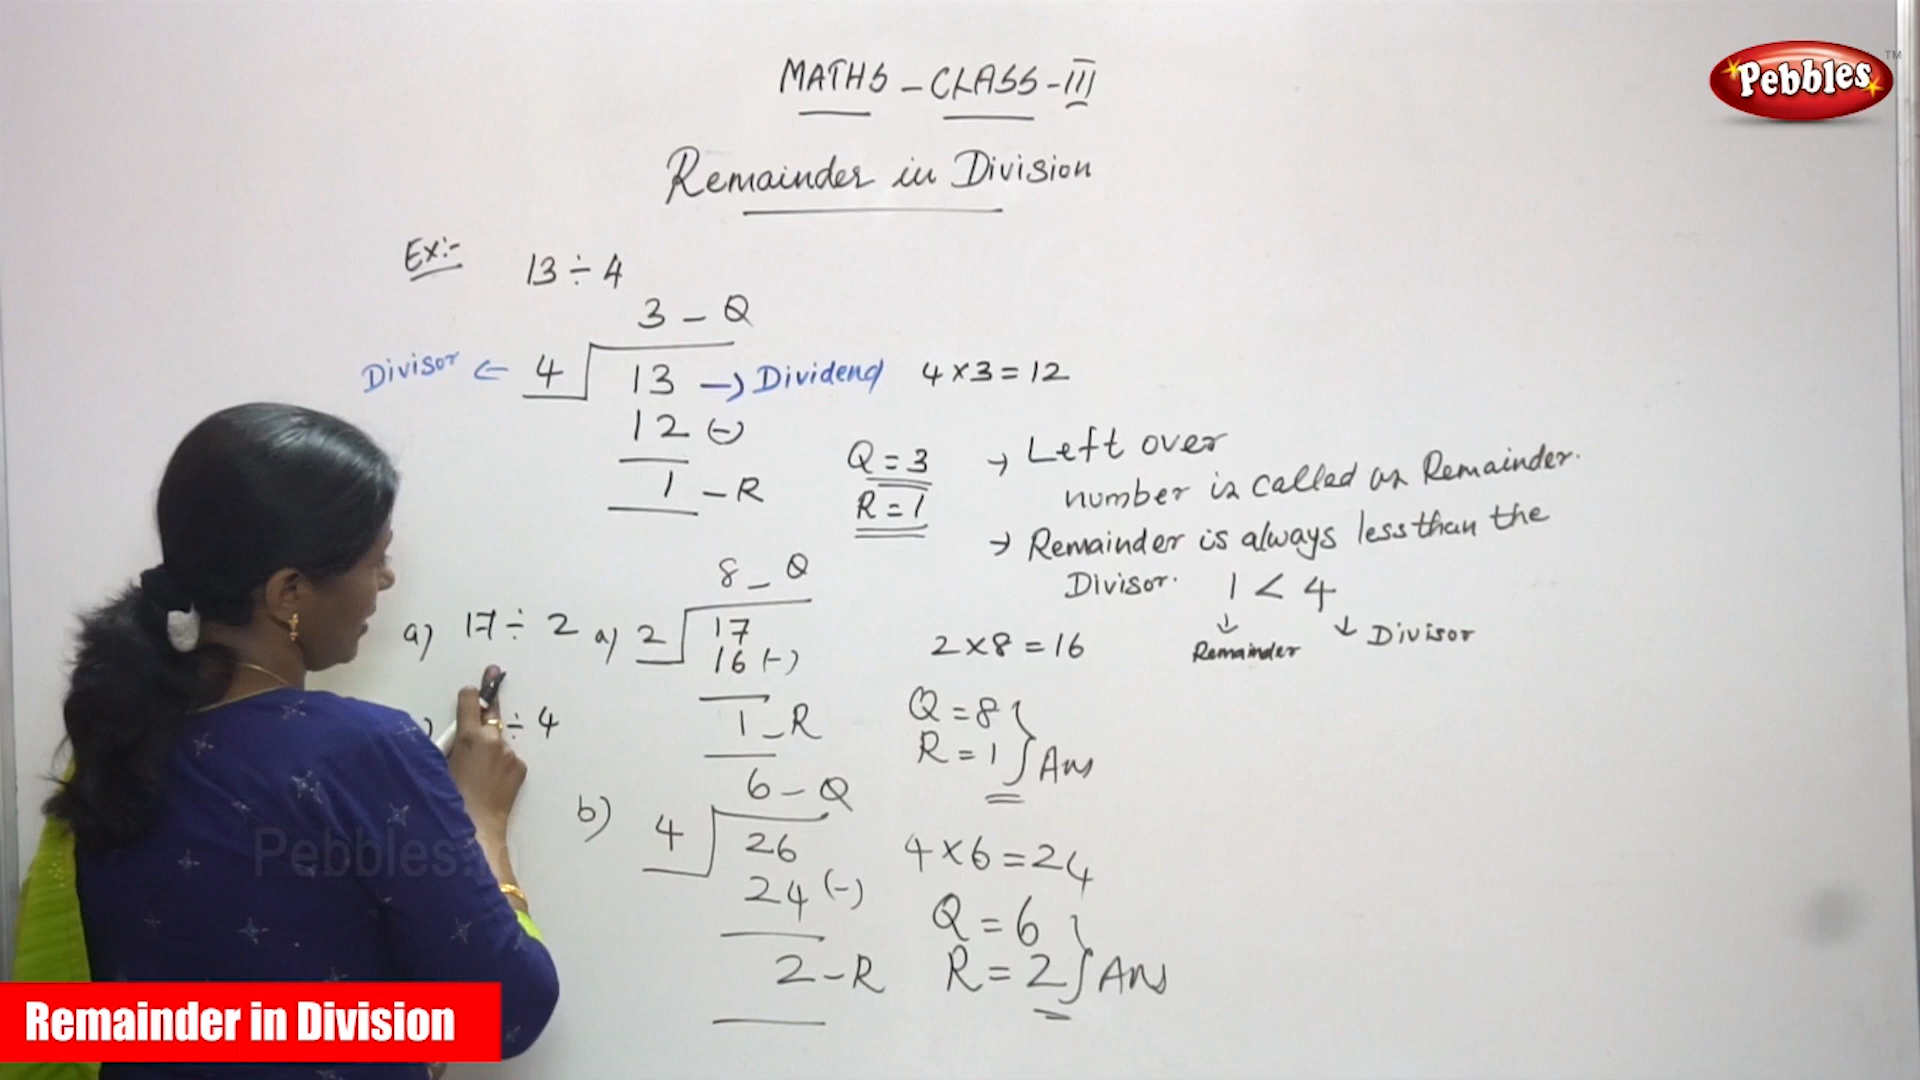 MATHS - CLASS - III
Pebbles TM
Remainder in Division
Ex:- 13 ÷ 4
3 - Q
Divisor ← 4 13 → Dividend 4 × 3 = 12
12 (-)
1 - R
Q = 3
R = 1
→ Left over
number is called as Remainder.
→ Remainder is always less than the
Divisor. 1 < 4
Remainder Divisor
8 - Q
a) 17 ÷ 2 a) 2 17 2 × 8 = 16
16 (-)
1 - R
Q = 8
R = 1 } Ans
) ÷ 4
6 - Q
b) 4 26 4 × 6 = 24
24 (-)
2 - R
Q = 6
R = 2 } Ans
Pebbles.in
Remainder in Division